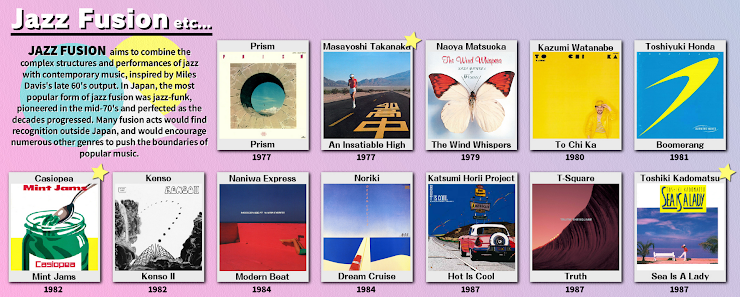 Jazz Fusion etc...
JAZZ FUSION aims to combine the
complex structures and performances of jazz
with contemporary music, inspired by Miles
Davis's late 60's output. In Japan, the most
popular form of jazz fusion was jazz-funk,
pioneered in the mid-70's and perfected as the
decades progressed. Many fusion acts would find
recognition outside Japan, and would encourage
numerous other genres to push the boundaries of
popular music.
Prism
PRISM
Prism
1977
Masayoshi Takanaka
高中
An Insatiable High
1977
Naoya Matsuoka
The Wind Whispers
The Wind Whispers
1979
Kazumi Watanabe
TO CHI KA
To Chi Ka
1980
Toshiyuki Honda
Boomerang
1981
Casiopea
Mint Jams
Casiopea
Mint Jams
1982
Kenso
KENSO II
Kenso II
1982
Naniwa Express
Modern Beat
1984
Noriki
Dream Cruise
1984
Katsumi Horii Project
IT IS COOL
Hot Is Cool
1987
T-Square
Truth
1987
Toshiki Kadomatsu
TOSHIKI KADOMATSU
SEA IS A LADY
Sea Is A Lady
1987